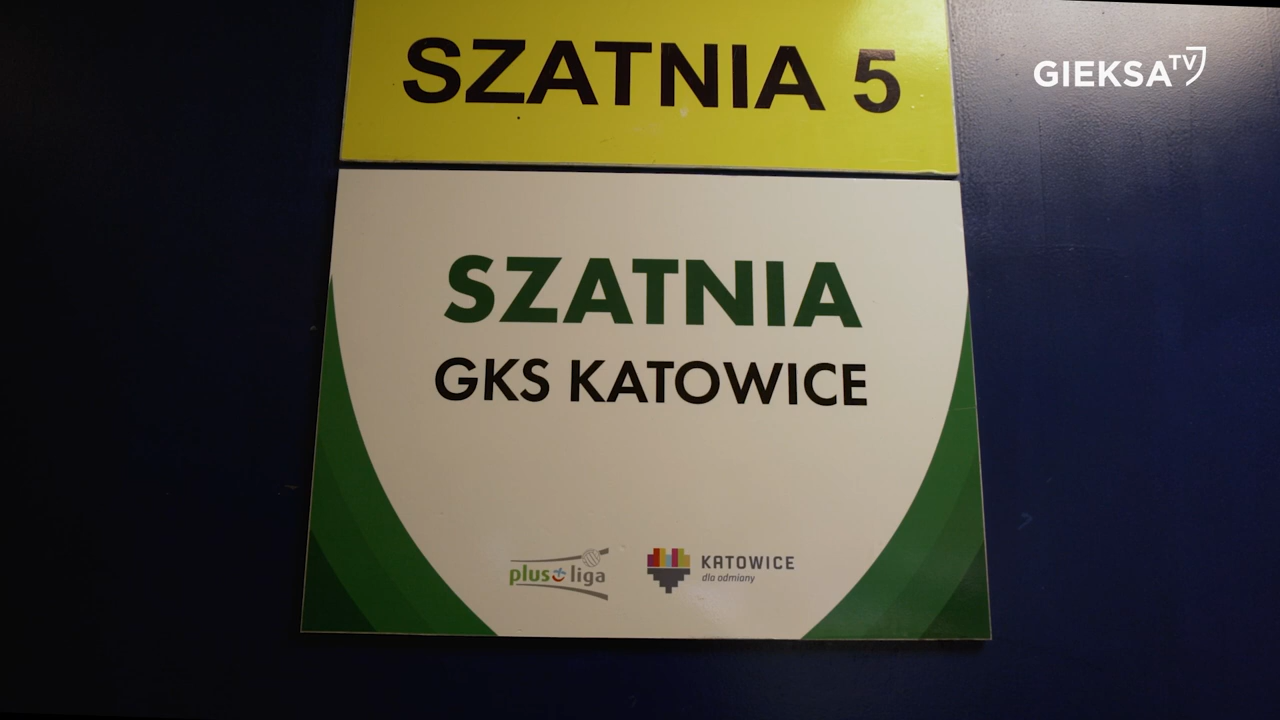 SZATNIA 5
GIEKSA TV
SZATNIA
GKS KATOWICE
plus liga
KATOWICE
dla odmiany